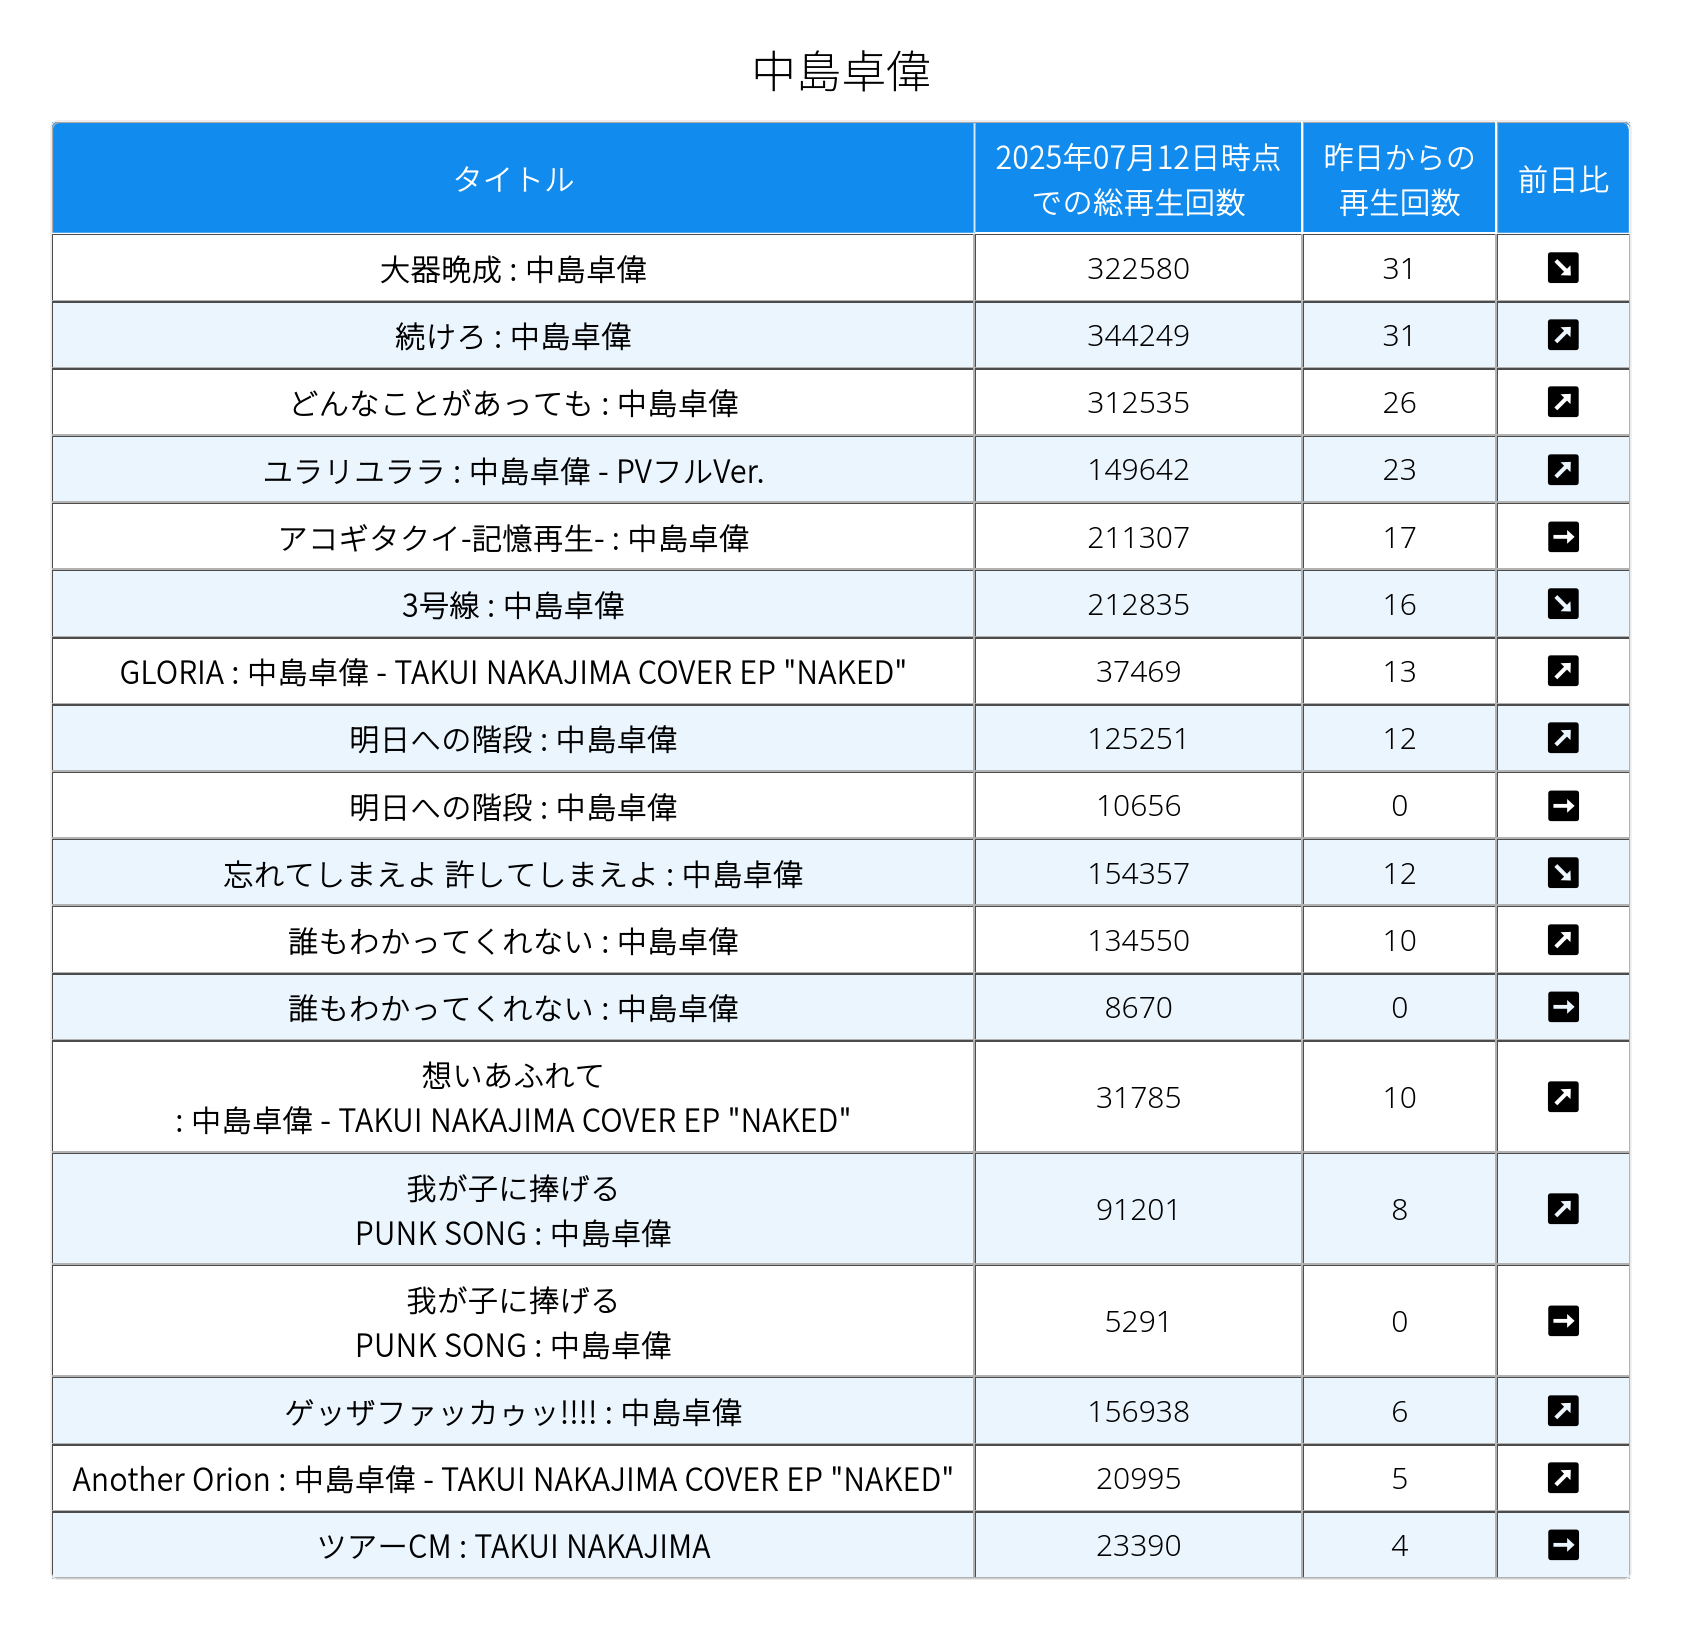 中島卓偉
タイトル
2025年07月12日時点
での総再生回数
昨日からの
再生回数
前日比
大器晩成 : 中島卓偉 322580 31
続けろ : 中島卓偉 344249 31
どんなことがあっても : 中島卓偉 312535 26
ユラリユララ : 中島卓偉 - PVフルVer. 149642 23
アコギタクイ-記憶再生- : 中島卓偉 211307 17
3号線 : 中島卓偉 212835 16
GLORIA : 中島卓偉 - TAKUI NAKAJIMA COVER EP "NAKED" 37469 13
明日への階段 : 中島卓偉 125251 12
明日への階段 : 中島卓偉 10656 0
忘れてしまえよ 許してしまえよ : 中島卓偉 154357 12
誰もわかってくれない : 中島卓偉 134550 10
誰もわかってくれない : 中島卓偉 8670 0
想いあふれて
: 中島卓偉 - TAKUI NAKAJIMA COVER EP "NAKED" 31785 10
我が子に捧げる
PUNK SONG : 中島卓偉 91201 8
我が子に捧げる
PUNK SONG : 中島卓偉 5291 0
ゲッザファッカゥッ!!!! : 中島卓偉 156938 6
Another Orion : 中島卓偉 - TAKUI NAKAJIMA COVER EP "NAKED" 20995 5
ツアーCM : TAKUI NAKAJIMA 23390 4